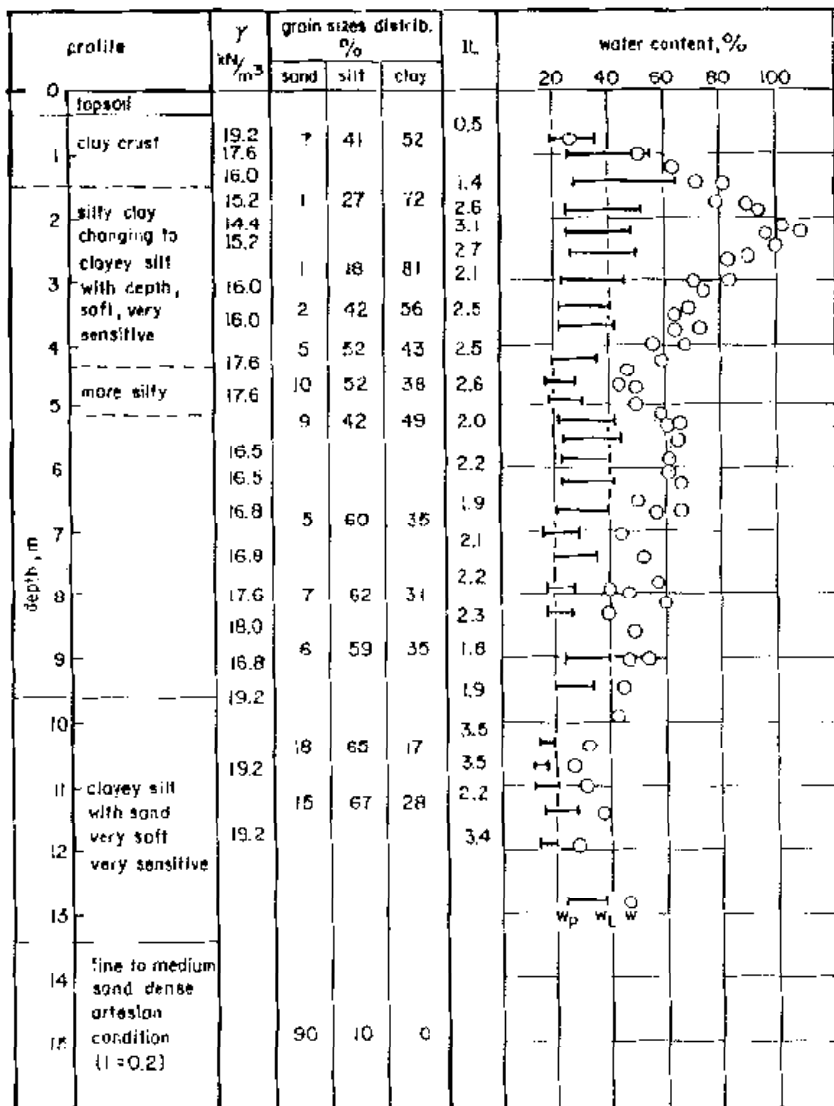 profile
γ
kN/m³
grain sizes distrib.
%
sand silt clay
IL
water content, %
20 40 60 80 100
0
topsoil
0.5
clay crust
19.2 ? 41 52
1
17.6
16.0
1.4
15.2 1 27 72
2.6
silty clay
2
14.4
3.1
changing to
15.2
2.7
clayey silt
1 18 81
2.1
3
with depth,
16.0
soft, very
2 42 56
2.5
16.0
sensitive
4
5 52 43
2.5
17.6
more silty
10 52 38
2.6
17.6
5
9 42 49
2.0
16.5
6
2.2
16.5
16.8
1.9
5 60 35
7
2.1
16.8
2.2
8
17.6 7 62 31
2.3
18.0
6 59 35
1.8
9
16.8
depth, m
19.2
1.9
10
3.5
18 65 17
19.2
3.5
11
clayey silt
2.2
with sand
15 67 28
very soft
19.2
3.4
12
very sensitive
13
wp wL w
fine to medium
14
sand dense
artesian
condition
90 10 0
15
(I =0.2)